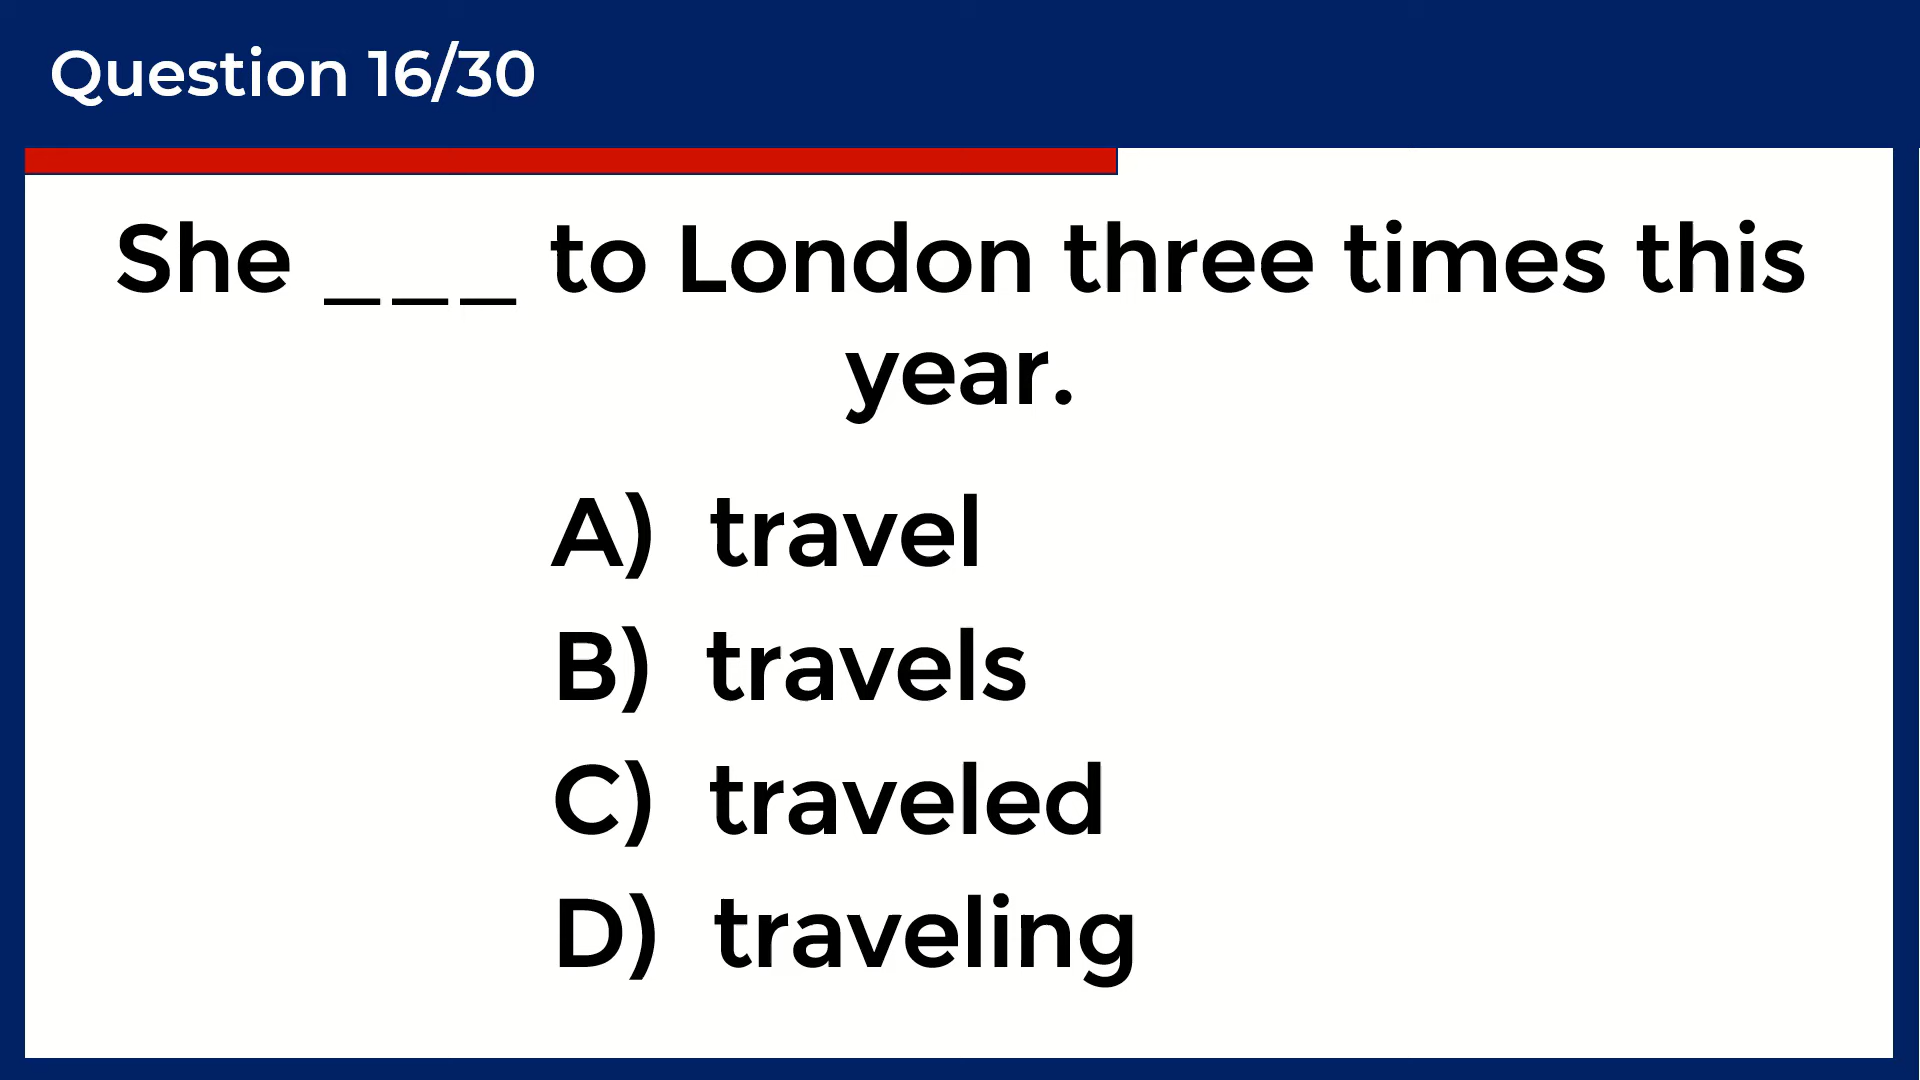 Question 16/30
She ___ to London three times this
year.
A) travel
B) travels
C) traveled
D) traveling